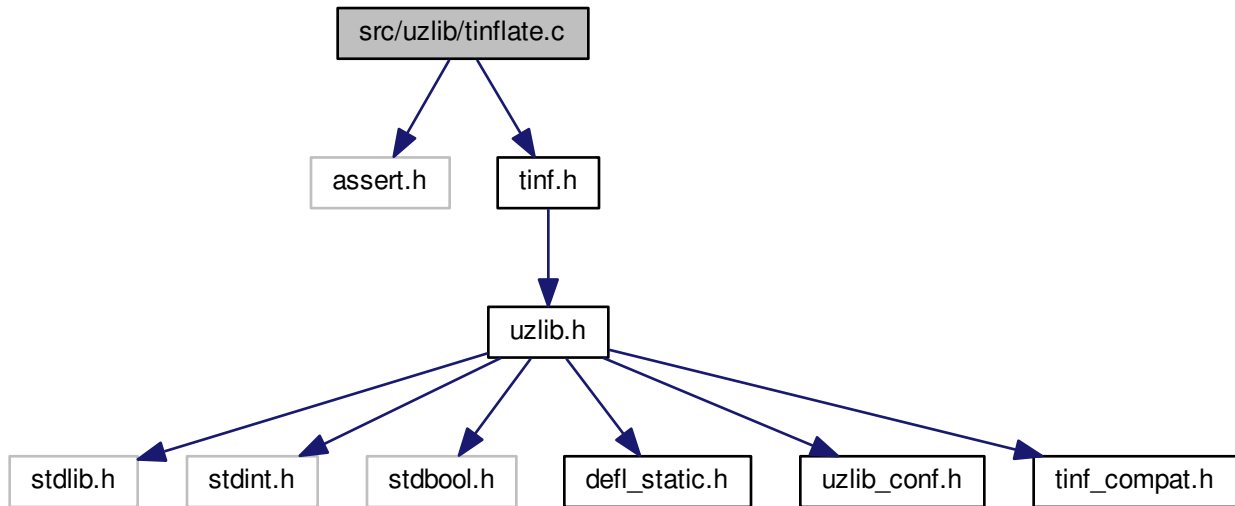 src/uzlib/tinflate.c
assert.h
tinf.h
uzlib.h
stdlib.h
stdint.h
stdbool.h
defl_static.h
uzlib_conf.h
tinf_compat.h